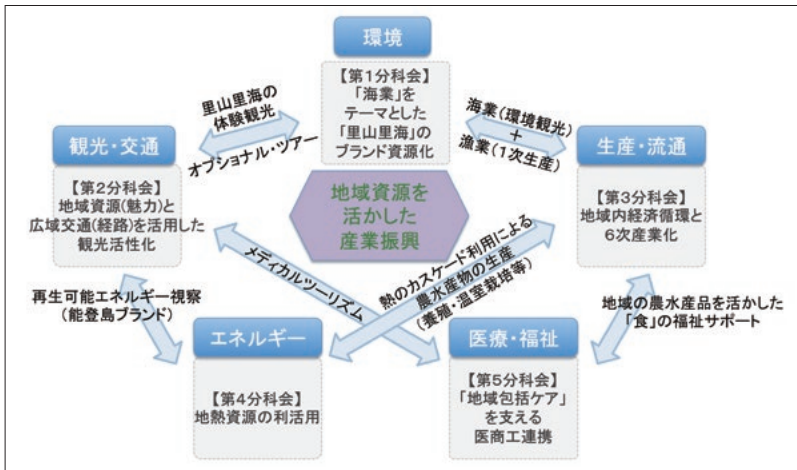 環境
【第1分科会】
「海業」を
テーマとした
「里山里海」の
ブランド資源化
里山里海の
体験観光
オプショナル・ツアー
海業(環境観光)
＋
漁業(1次生産)
観光・交通
【第2分科会】
地域資源(魅力)と
広域交通(経路)を活用した
観光活性化
地域資源を
活かした
産業振興
生産・流通
【第3分科会】
地域内経済循環と
6次産業化
メディカルツーリズム
熱のカスケード利用による
農水産物の生産
(養殖・温室栽培等)
再生可能エネルギー視察
(能登島ブランド)
地域の農水産品を活かした
「食」の福祉サポート
エネルギー
【第4分科会】
地熱資源の利活用
医療・福祉
【第5分科会】
「地域包括ケア」
を支える
医商工連携